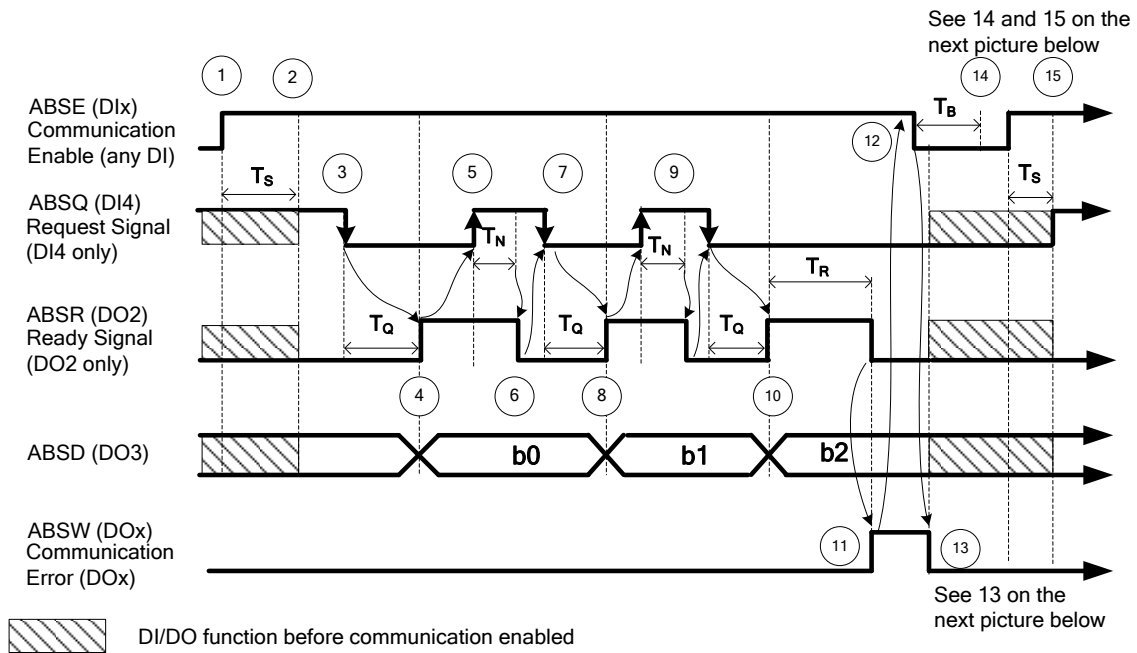 See 14 and 15 on the
next picture below
1
2
14
15
ABSE (DIx)
Communication
Enable (any DI)
TB
12
TS
3
5
7
9
TS
ABSQ (DI4)
Request Signal
(DI4 only)
TN
TN
TR
ABSR (DO2)
Ready Signal
(DO2 only)
TQ
TQ
TQ
4
6
8
10
ABSD (DO3)
b0
b1
b2
ABSW (DOx)
Communication
Error (DOx)
11
13
See 13 on the
next picture below
DI/DO function before communication enabled